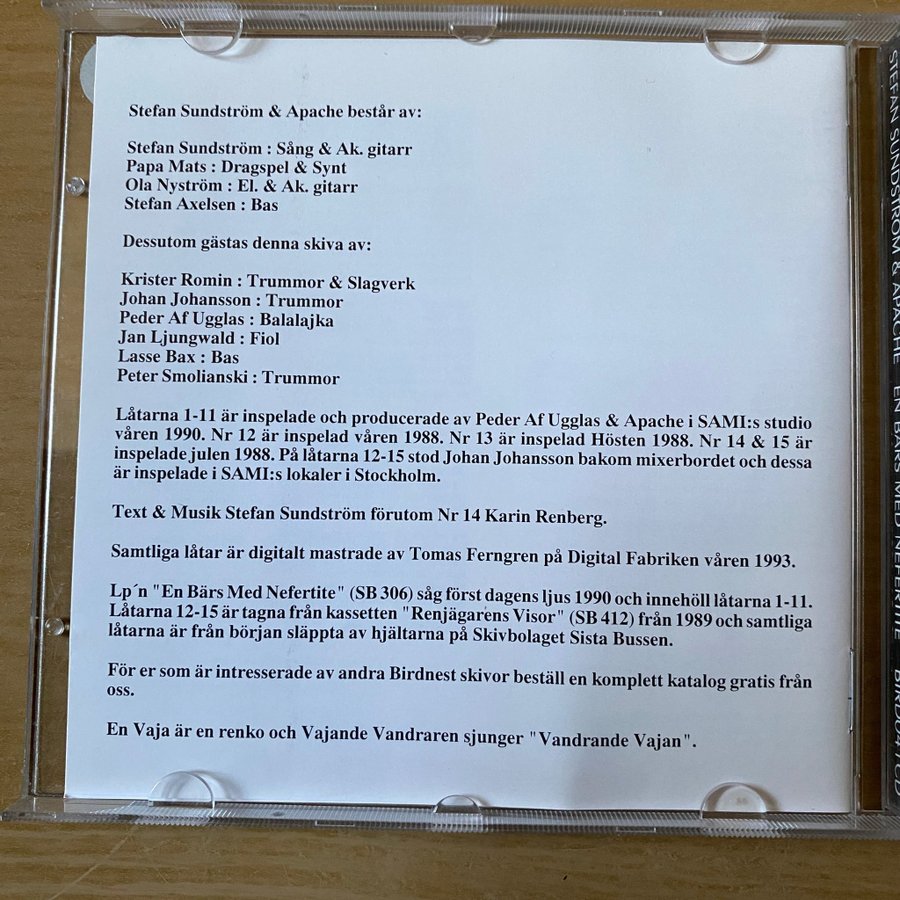 Stefan Sundström & Apache består av:
Stefan Sundström : Sång & Ak. gitarr
Papa Mats : Dragspel & Synt
Ola Nyström : El. & Ak. gitarr
Stefan Axelsen : Bas
Dessutom gästas denna skiva av:
Krister Romin : Trummor & Slagverk
Johan Johansson : Trummor
Peder Af Ugglas : Balalajka
Jan Ljungwald : Fiol
Lasse Bax : Bas
Peter Smolianski : Trummor
Låtarna 1-11 är inspelade och producerade av Peder Af Ugglas & Apache i SAMI:s studio
våren 1990. Nr 12 är inspelad våren 1988. Nr 13 är inspelad Hösten 1988. Nr 14 & 15 är
inspelade julen 1988. På låtarna 12-15 stod Johan Johansson bakom mixerbordet och dessa
är inspelade i SAMI:s lokaler i Stockholm.
Text & Musik Stefan Sundström förutom Nr 14 Karin Renberg.
Samtliga låtar är digitalt mastrade av Tomas Ferngren på Digital Fabriken våren 1993.
Lp´n "En Bärs Med Nefertite" (SB 306) såg först dagens ljus 1990 och innehöll låtarna 1-11.
Låtarna 12-15 är tagna från kassetten "Renjägarens Visor" (SB 412) från 1989 och samtliga
låtarna är från början släppta av hjältarna på Skivbolaget Sista Bussen.
För er som är intresserade av andra Birdnest skivor beställ en komplett katalog gratis från
oss.
En Vaja är en renko och Vajande Vandraren sjunger "Vandrande Vajan".
STEFAN SUNDSTRÖM & APACHE EN BÄRS MED NEFERTITE BIRD047CD